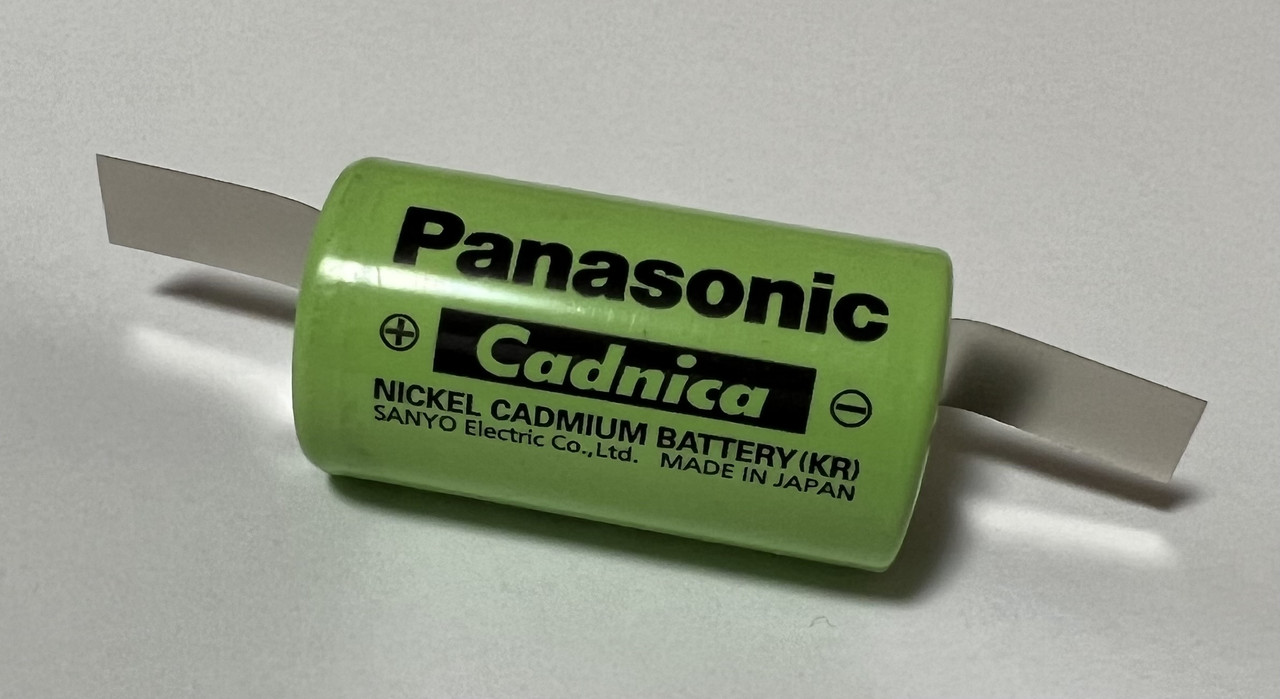 Panasonic
⊕ Cadnica ⊖
NICKEL CADMIUM BATTERY(KR)
SANYO Electric Co.,Ltd. MADE IN JAPAN